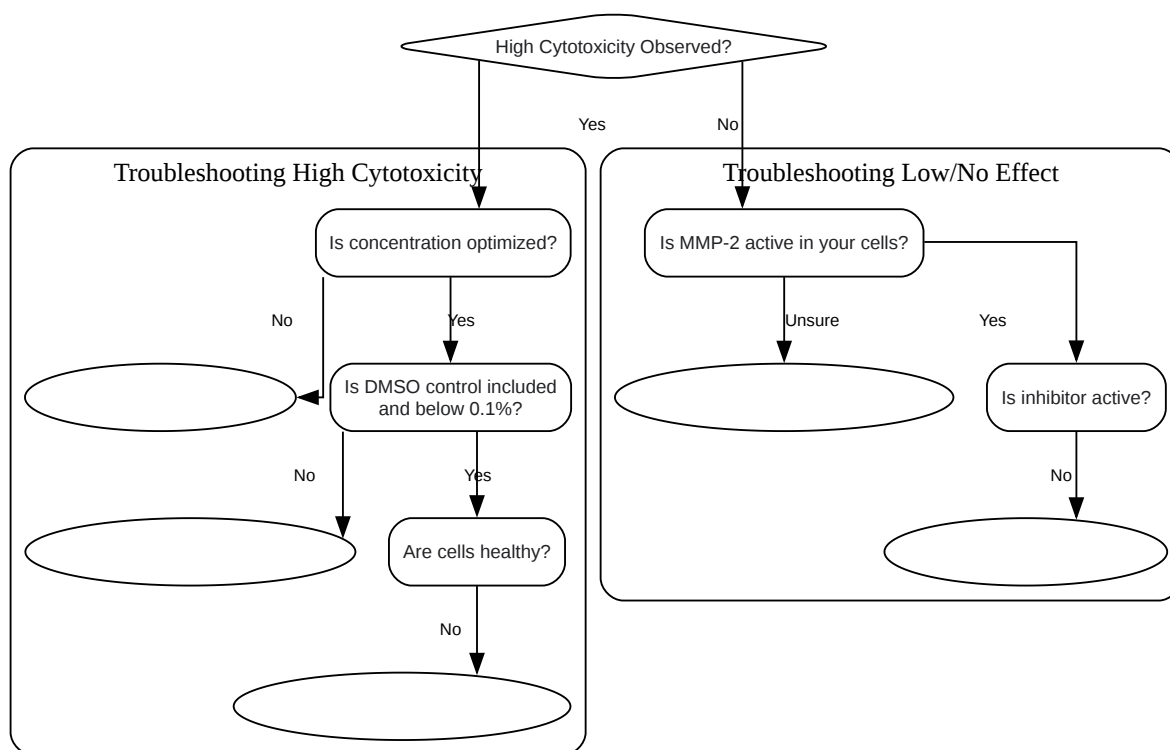 High Cytotoxicity Observed?
Yes
No
Troubleshooting High Cytotoxicity
Troubleshooting Low/No Effect
Is concentration optimized?
Is MMP-2 active in your cells?
No
Yes
Unsure
Yes
Is DMSO control included
and below 0.1%?
Is inhibitor active?
No
Yes
No
Are cells healthy?
No